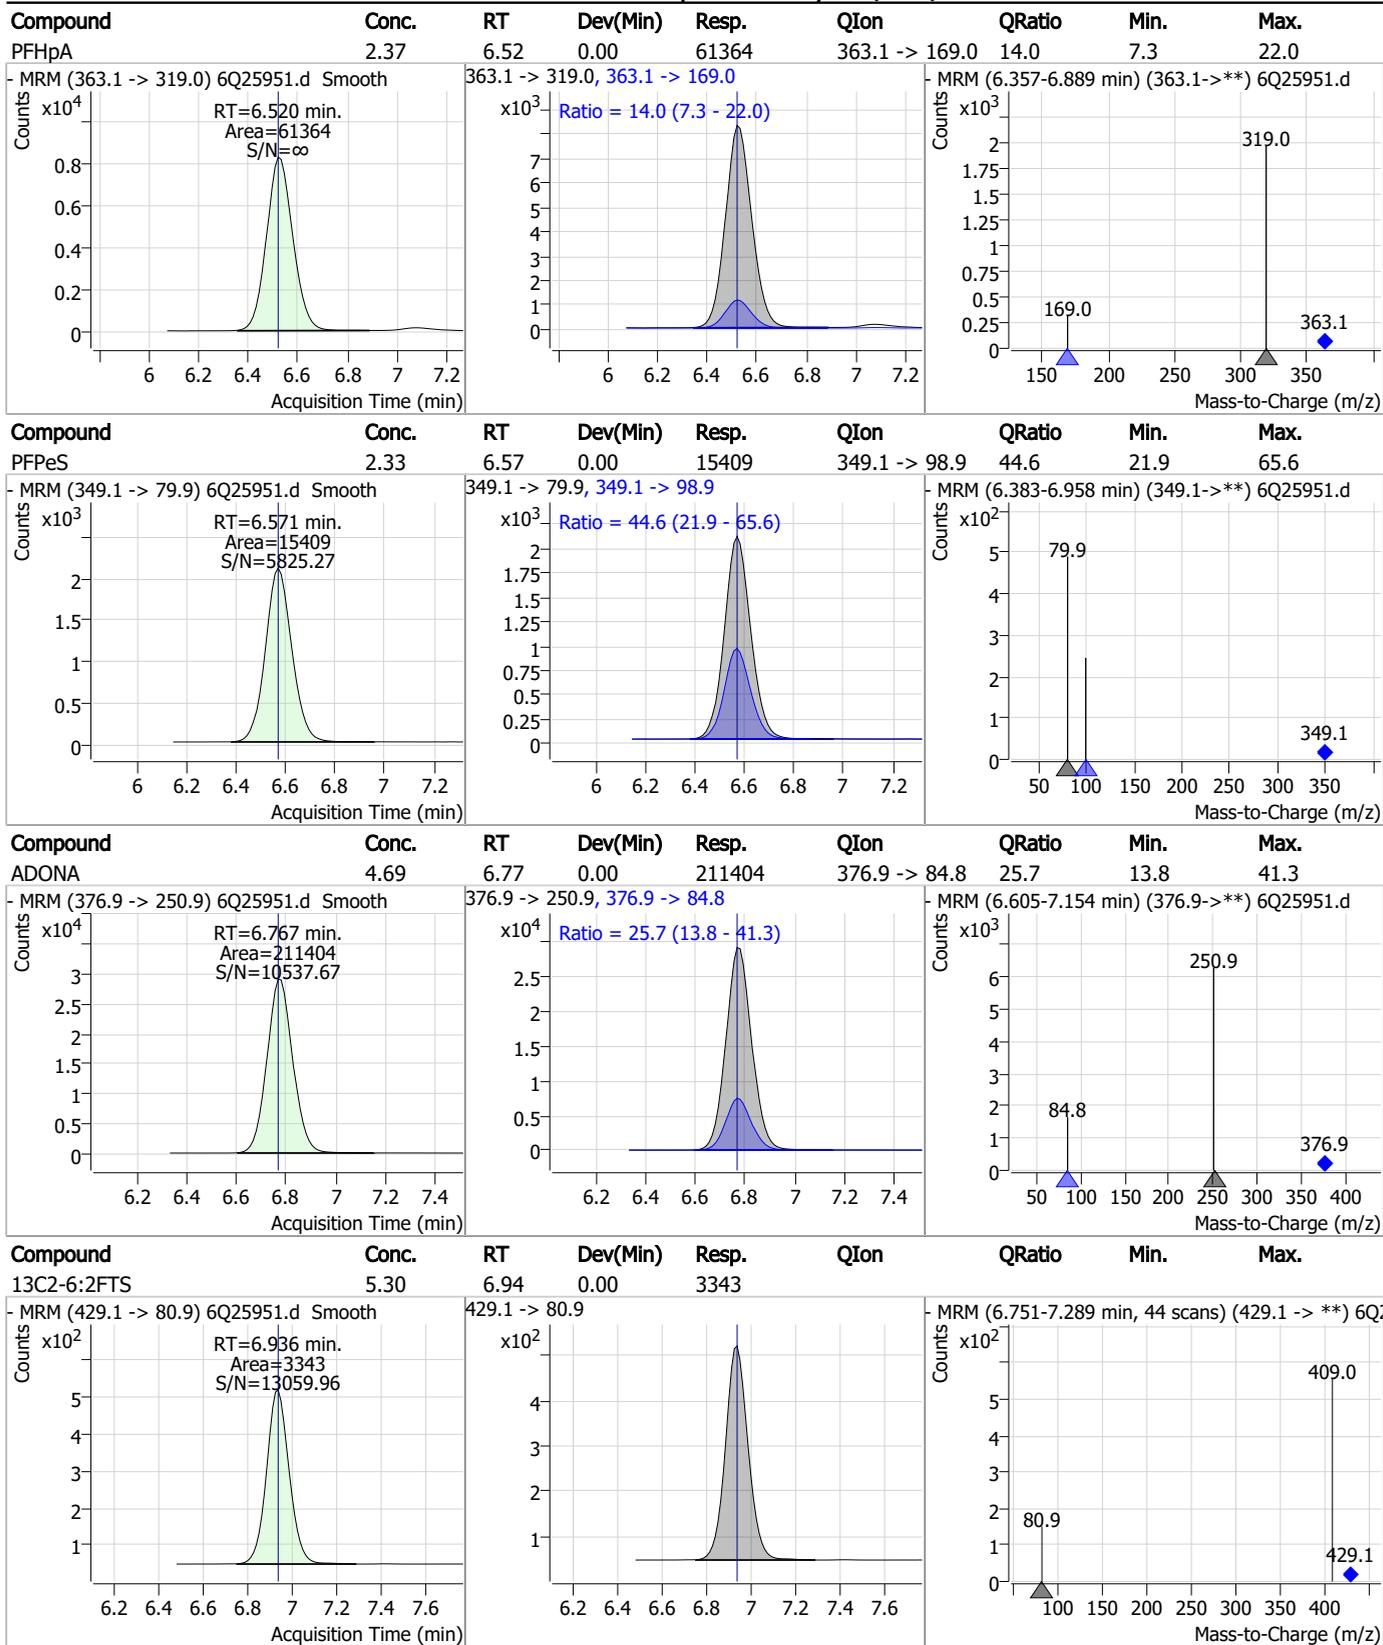 Compound Conc. RT Dev(Min) Resp. QIon QRatio Min. Max.
PFHpA 2.37 6.52 0.00 61364 363.1 -> 169.0 14.0 7.3 22.0
- MRM (363.1 -> 319.0) 6Q25951.d Smooth
Counts
x10⁴
RT=6.520 min.
Area=61364
S/N=∞
0.8
0.6
0.4
0.2
0
6 6.2 6.4 6.6 6.8 7 7.2
Acquisition Time (min)
363.1 -> 319.0, 363.1 -> 169.0
x10³
Ratio = 14.0 (7.3 - 22.0)
7
6
5
4
3
2
1
0
6 6.2 6.4 6.6 6.8 7 7.2
- MRM (6.357-6.889 min) (363.1->**) 6Q25951.d
Counts
x10³
319.0
2
1.75
1.5
1.25
1
0.75
0.5
0.25
0
169.0
363.1
150 200 250 300 350
Mass-to-Charge (m/z)
Compound Conc. RT Dev(Min) Resp. QIon QRatio Min. Max.
PFPeS 2.33 6.57 0.00 15409 349.1 -> 98.9 44.6 21.9 65.6
- MRM (349.1 -> 79.9) 6Q25951.d Smooth
Counts
x10³
RT=6.571 min.
Area=15409
S/N=5825.27
2
1.5
1
0.5
0
6 6.2 6.4 6.6 6.8 7 7.2
Acquisition Time (min)
349.1 -> 79.9, 349.1 -> 98.9
x10³
Ratio = 44.6 (21.9 - 65.6)
2
1.75
1.5
1.25
1
0.75
0.5
0.25
0
6 6.2 6.4 6.6 6.8 7 7.2
- MRM (6.383-6.958 min) (349.1->**) 6Q25951.d
Counts
x10²
79.9
5
4
3
2
1
0
349.1
50 100 150 200 250 300 350
Mass-to-Charge (m/z)
Compound Conc. RT Dev(Min) Resp. QIon QRatio Min. Max.
ADONA 4.69 6.77 0.00 211404 376.9 -> 84.8 25.7 13.8 41.3
- MRM (376.9 -> 250.9) 6Q25951.d Smooth
Counts
x10⁴
RT=6.767 min.
Area=211404
S/N=10537.67
3
2.5
2
1.5
1
0.5
0
6.2 6.4 6.6 6.8 7 7.2 7.4
Acquisition Time (min)
376.9 -> 250.9, 376.9 -> 84.8
x10⁴
Ratio = 25.7 (13.8 - 41.3)
2.5
2
1.5
1
0.5
0
6.2 6.4 6.6 6.8 7 7.2 7.4
- MRM (6.605-7.154 min) (376.9->**) 6Q25951.d
Counts
x10³
250.9
6
5
4
3
2
1
0
84.8
376.9
50 100 150 200 250 300 350 400
Mass-to-Charge (m/z)
Compound Conc. RT Dev(Min) Resp. QIon QRatio Min. Max.
13C2-6:2FTS 5.30 6.94 0.00 3343
- MRM (429.1 -> 80.9) 6Q25951.d Smooth
Counts
x10²
RT=6.936 min.
Area=3343
S/N=13059.96
5
4
3
2
1
6.2 6.4 6.6 6.8 7 7.2 7.4 7.6
Acquisition Time (min)
429.1 -> 80.9
x10²
4
3
2
1
6.2 6.4 6.6 6.8 7 7.2 7.4 7.6
- MRM (6.751-7.289 min, 44 scans) (429.1 -> **) 6Q2
Counts
x10²
409.0
5
4
3
2
1
0
80.9
429.1
100 150 200 250 300 350 400
Mass-to-Charge (m/z)